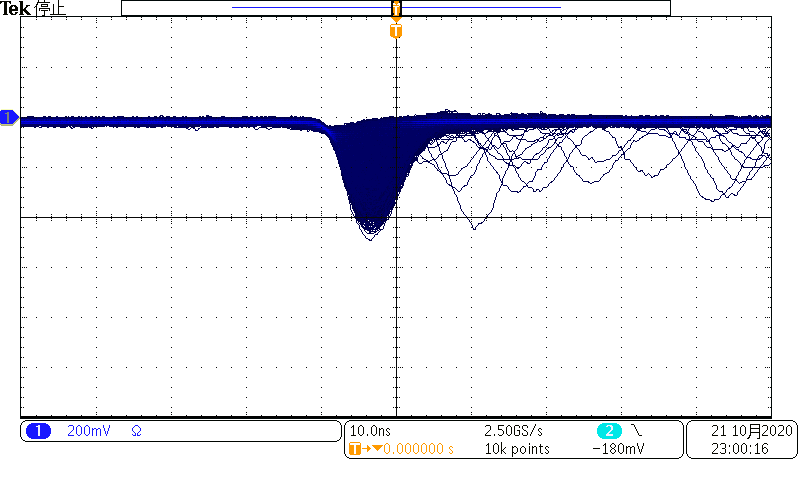 Tek 停止
T
T
1
1 200mV Ω
10.0ns 2.50GS/s 2 -180mV
T→▼0.000000 s 10k points
21 10月2020
23:00:16